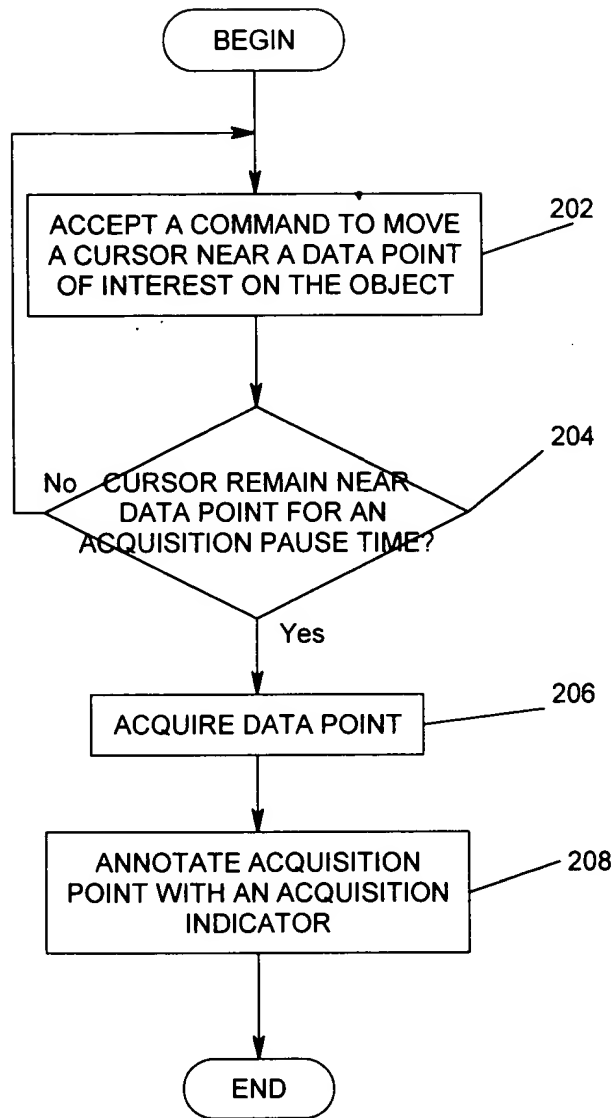 BEGIN
ACCEPT A COMMAND TO MOVE
A CURSOR NEAR A DATA POINT
OF INTEREST ON THE OBJECT
202
No
CURSOR REMAIN NEAR
DATA POINT FOR AN
ACQUISITION PAUSE TIME?
204
Yes
ACQUIRE DATA POINT
206
ANNOTATE ACQUISITION
POINT WITH AN ACQUISITION
INDICATOR
208
END